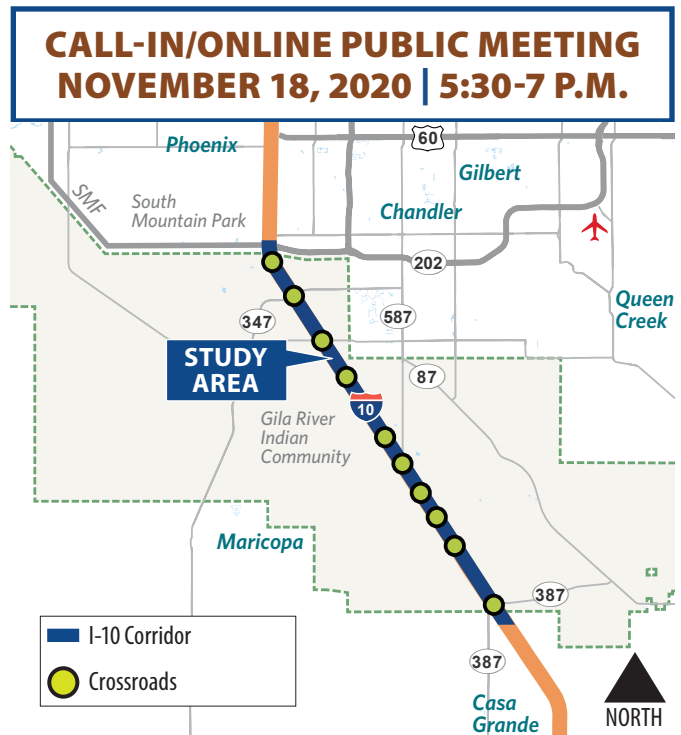 CALL-IN/ONLINE PUBLIC MEETING
NOVEMBER 18, 2020 | 5:30-7 P.M.
Phoenix
60
Gilbert
SMF
South
Mountain Park
Chandler
202
Queen
Creek
347
587
STUDY
AREA
87
10
Gila River
Indian
Community
Maricopa
387
I-10 Corridor
Crossroads
387
Casa
Grande
NORTH